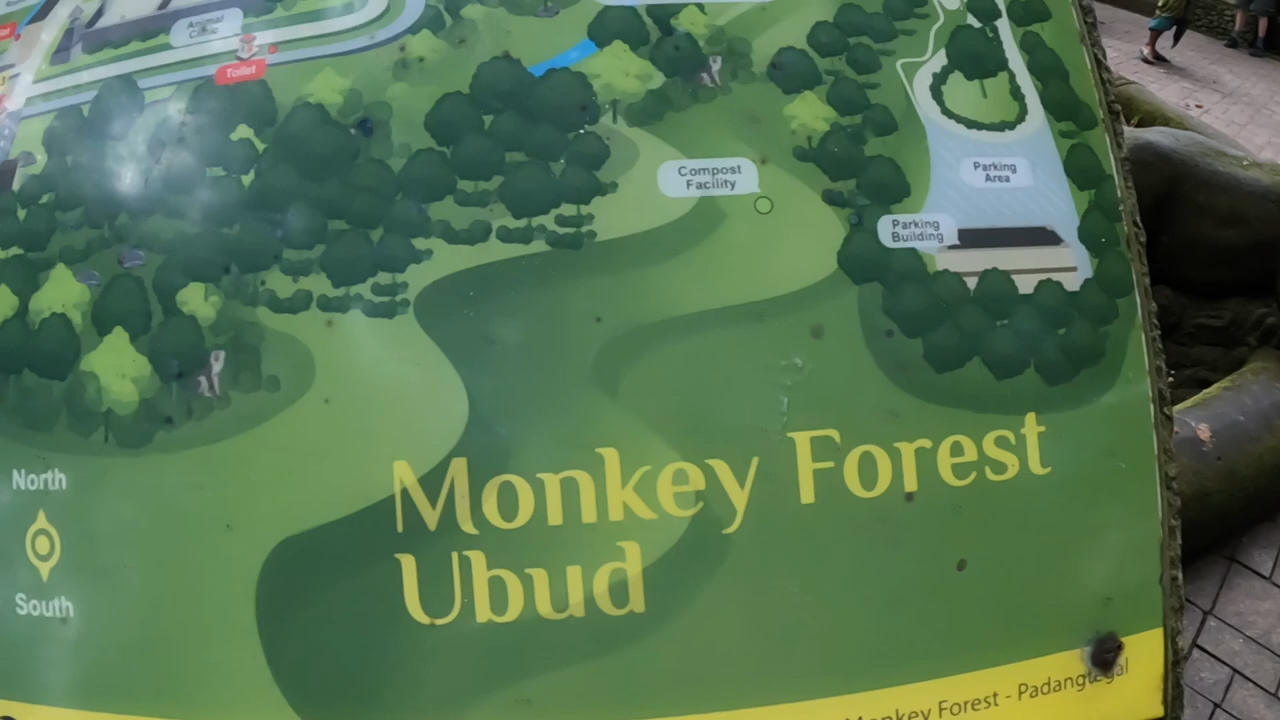 Animal
Clinic
Toilet
Compost
Facility
Parking
Area
Parking
Building
Monkey Forest
Ubud
North
South
Monkey Forest - Padangtegal